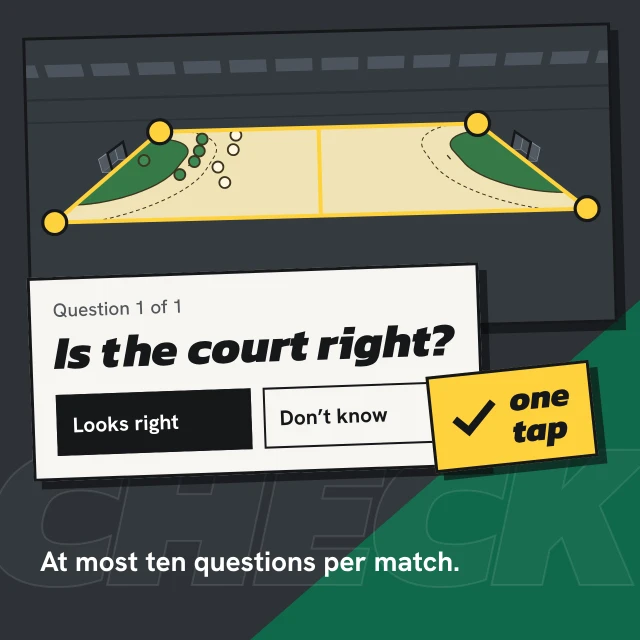 Question 1 of 1
Is the court right?
Looks right
Don’t know
one
tap
CHECK
At most ten questions per match.